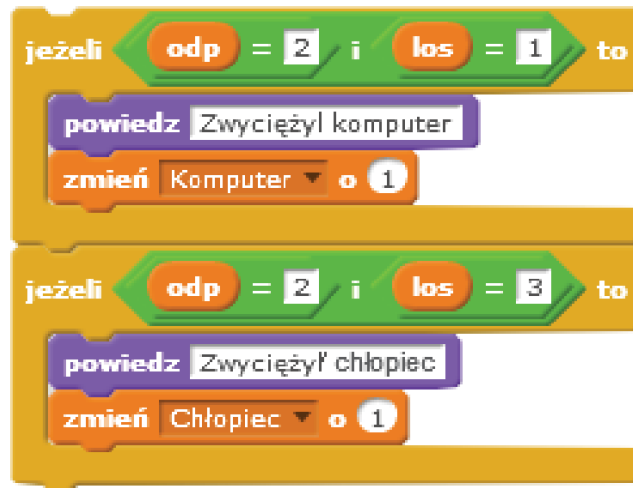 jeżeli odp = 2 i los = 1 to
powiedz Zwyciężył komputer
zmień Komputer o 1
jeżeli odp = 2 i los = 3 to
powiedz Zwyciężył chłopiec
zmień Chłopiec o 1